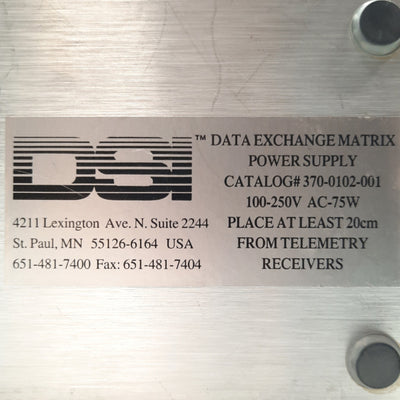 DSI™
4211 Lexington Ave. N. Suite 2244
St. Paul, MN 55126-6164 USA
651-481-7400 Fax: 651-481-7404
DATA EXCHANGE MATRIX
POWER SUPPLY
CATALOG# 370-0102-001
100-250V AC-75W
PLACE AT LEAST 20cm
FROM TELEMETRY
RECEIVERS